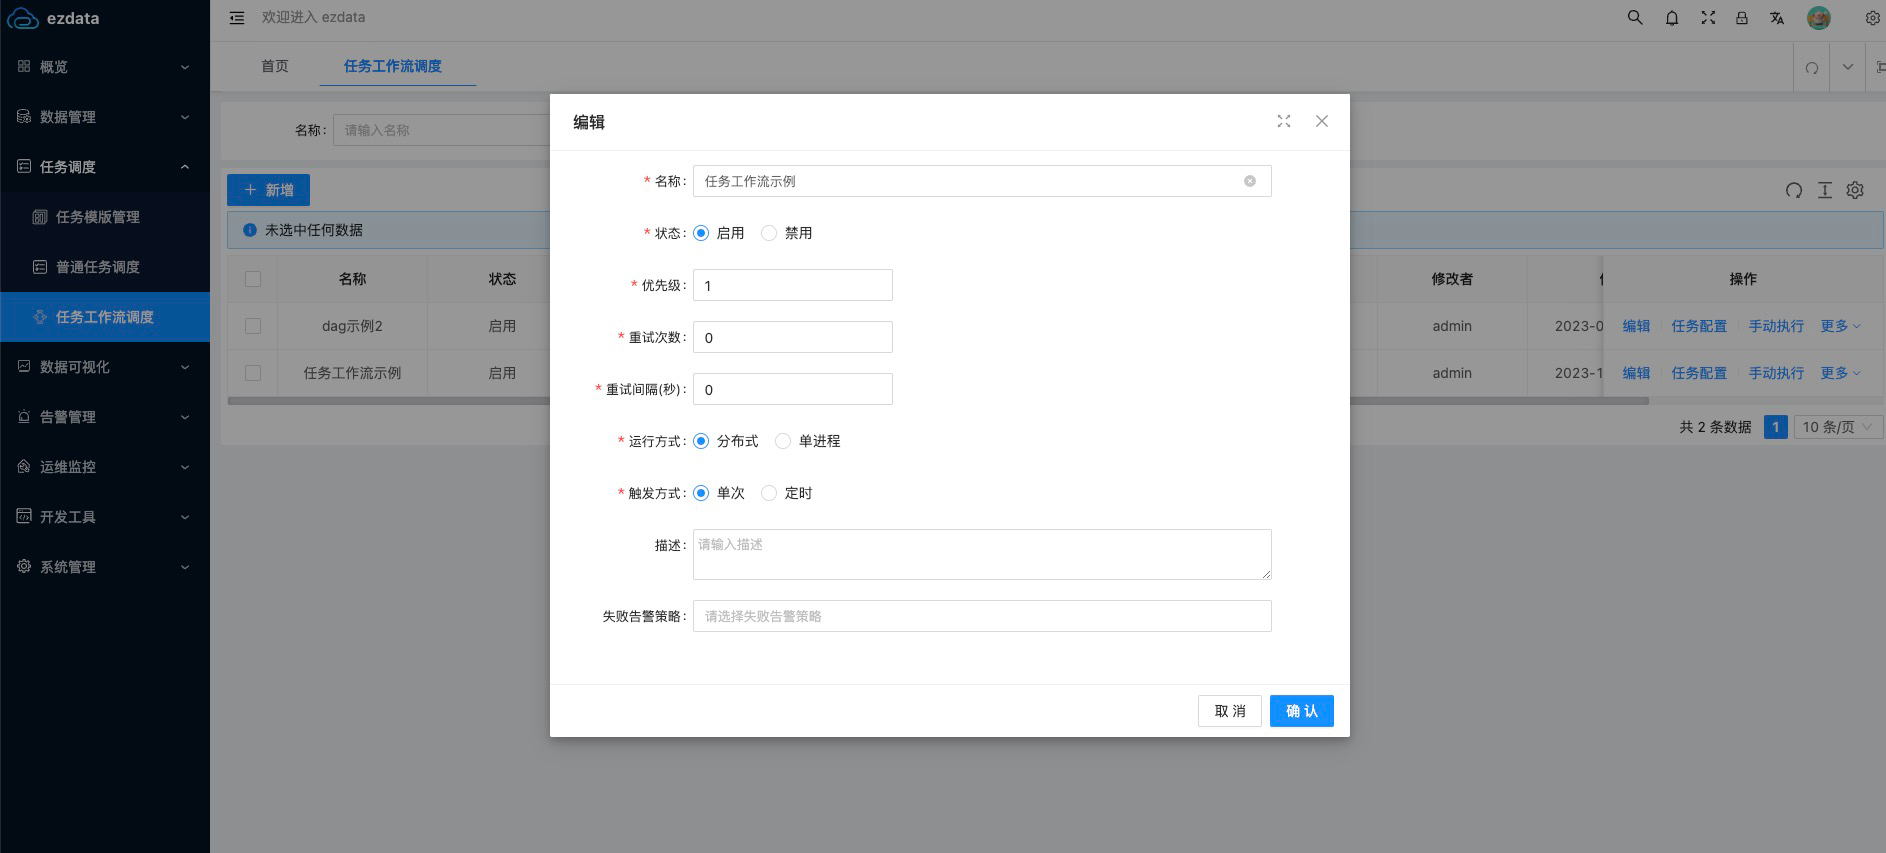 ezdata
欢迎进入 ezdata
概览
数据管理
任务调度
任务模版管理
普通任务调度
任务工作流调度
数据可视化
告警管理
运维监控
开发工具
系统管理
首页
任务工作流调度
名称:
请输入名称
新增
未选中任何数据
名称
状态
修改者
操作
dag示例2
启用
admin
2023-0
编辑
任务配置
手动执行
更多
任务工作流示例
启用
admin
2023-1
编辑
任务配置
手动执行
更多
共 2 条数据
1
10 条/页
编辑
* 名称: 任务工作流示例
* 状态: 启用 禁用
* 优先级: 1
* 重试次数: 0
* 重试间隔(秒): 0
* 运行方式: 分布式 单进程
* 触发方式: 单次 定时
描述: 请输入描述
失败告警策略: 请选择失败告警策略
取 消
确 认